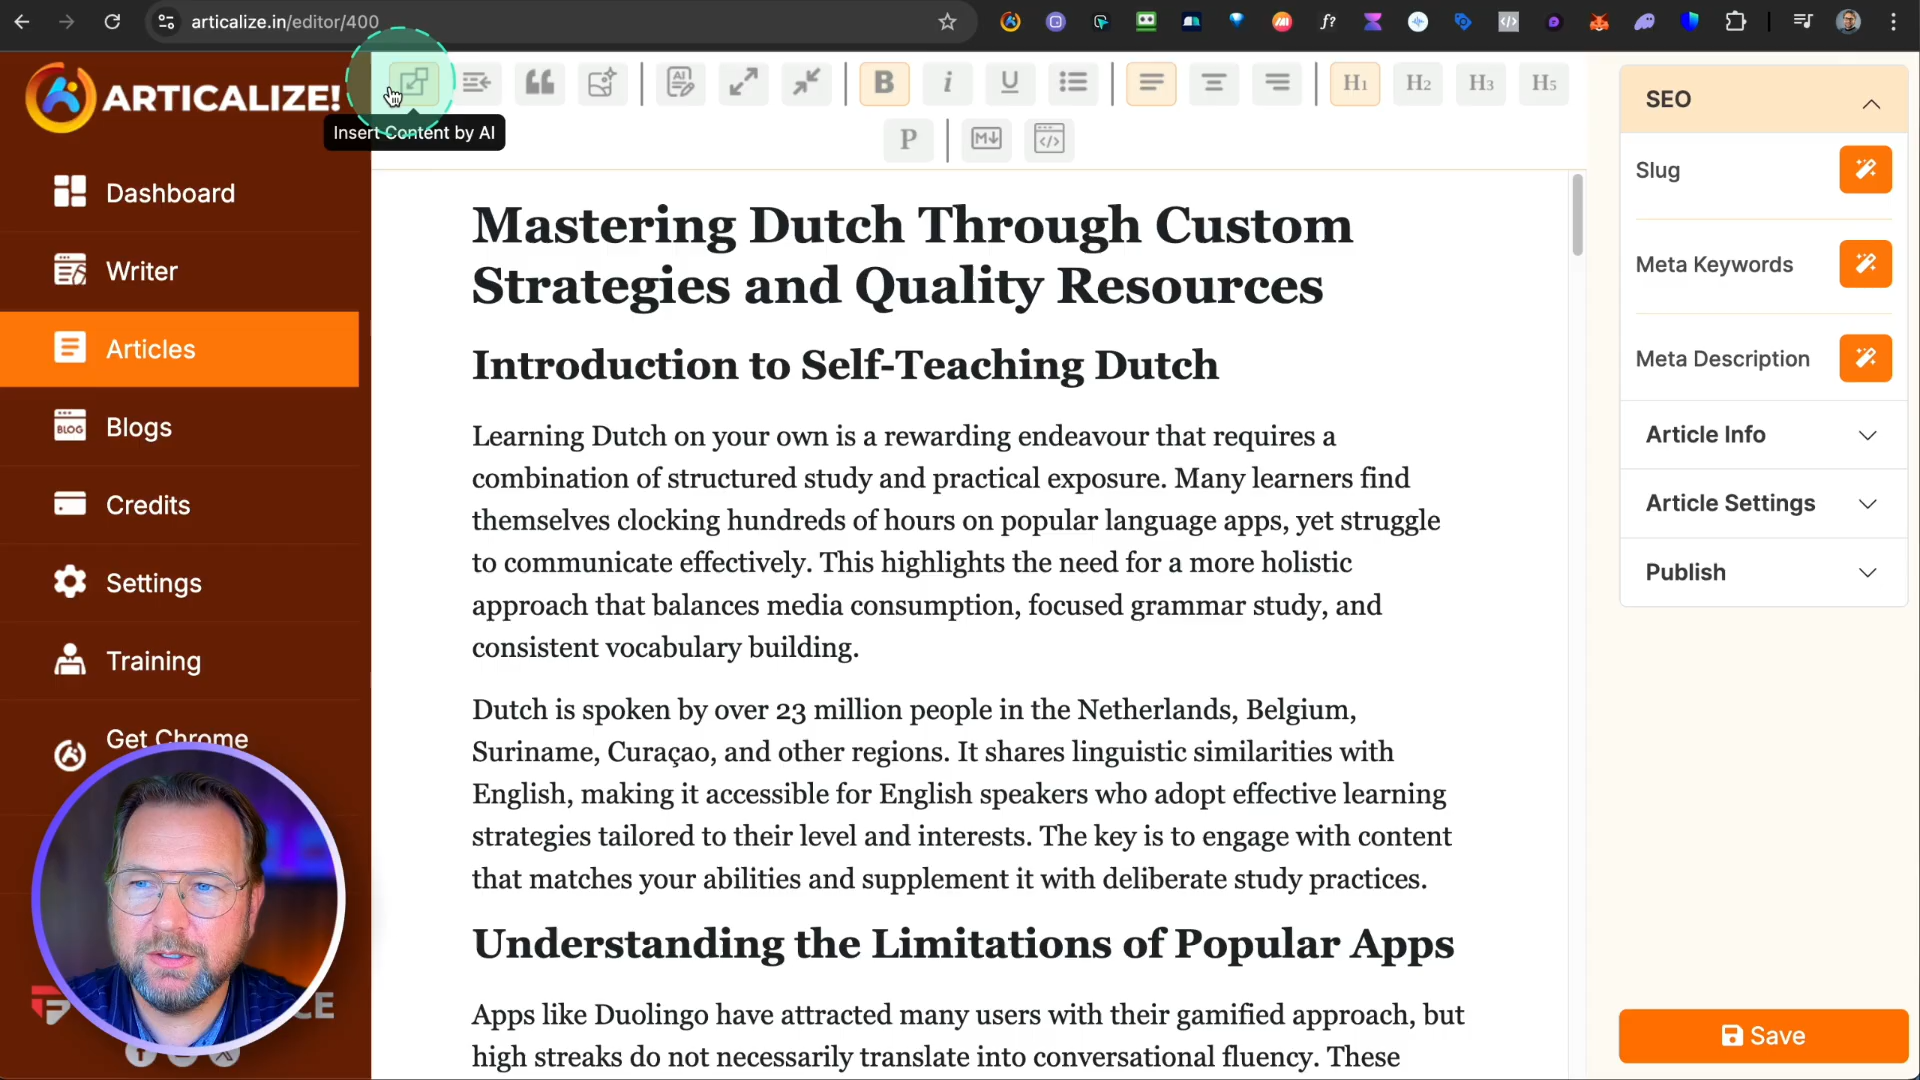 articalize.in/editor/400
ARTICALIZE!
Insert Content by AI
AI
B
i
U
H1
H2
H3
H5
P
M
</>
Dashboard
Writer
Articles
BLOG
Blogs
Credits
Settings
Training
Get Chrome
CE
Mastering Dutch Through Custom
Strategies and Quality Resources
Introduction to Self-Teaching Dutch
Learning Dutch on your own is a rewarding endeavour that requires a
combination of structured study and practical exposure. Many learners find
themselves clocking hundreds of hours on popular language apps, yet struggle
to communicate effectively. This highlights the need for a more holistic
approach that balances media consumption, focused grammar study, and
consistent vocabulary building.
Dutch is spoken by over 23 million people in the Netherlands, Belgium,
Suriname, Curaçao, and other regions. It shares linguistic similarities with
English, making it accessible for English speakers who adopt effective learning
strategies tailored to their level and interests. The key is to engage with content
that matches your abilities and supplement it with deliberate study practices.
Understanding the Limitations of Popular Apps
Apps like Duolingo have attracted many users with their gamified approach, but
high streaks do not necessarily translate into conversational fluency. These
SEO
Slug
Meta Keywords
Meta Description
Article Info
Article Settings
Publish
Save